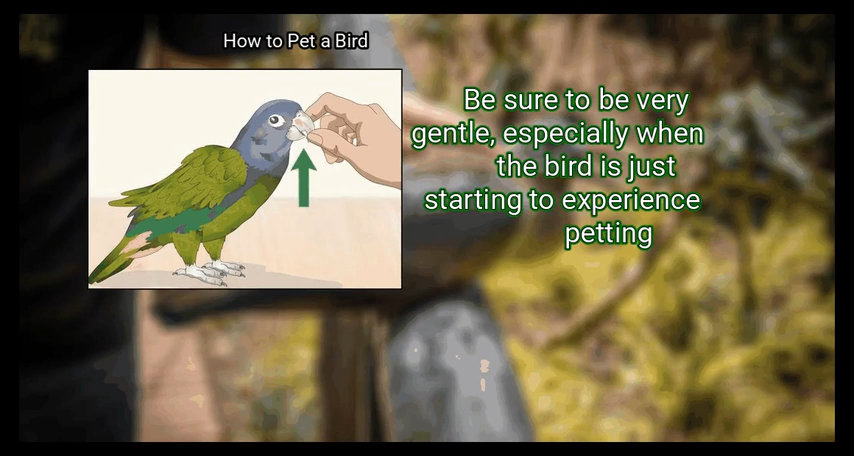 How to Pet a Bird
Be sure to be very
gentle, especially when
the bird is just
starting to experience
petting